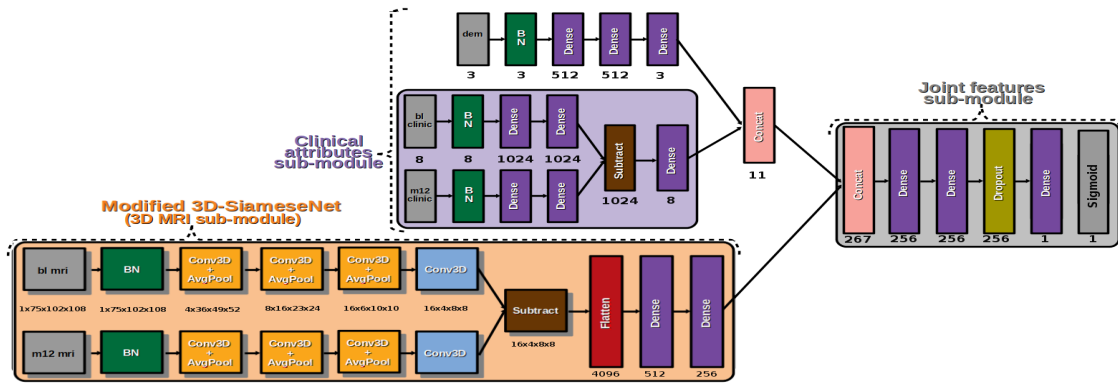 dem
BN
Dense
Dense
Dense
3
3
512
512
3
Clinical
attributes
sub-module
bl
clinic
BN
Dense
Dense
8
8
1024
1024
m12
clinic
BN
Dense
Dense
Subtract
1024
Dense
8
Concat
11
Joint features
sub-module
Concat
Dense
Dense
Dropout
Dense
Sigmoid
267
256
256
256
1
1
Modified 3D-SiameseNet
(3D MRI sub-module)
bl mri
BN
Conv3D
+
AvgPool
Conv3D
+
AvgPool
Conv3D
+
AvgPool
Conv3D
1x75x102x108
1x75x102x108
4x36x49x52
8x16x23x24
16x6x10x10
16x4x8x8
m12 mri
BN
Conv3D
+
AvgPool
Conv3D
+
AvgPool
Conv3D
+
AvgPool
Conv3D
Subtract
16x4x8x8
Flatten
Dense
Dense
4096
512
256